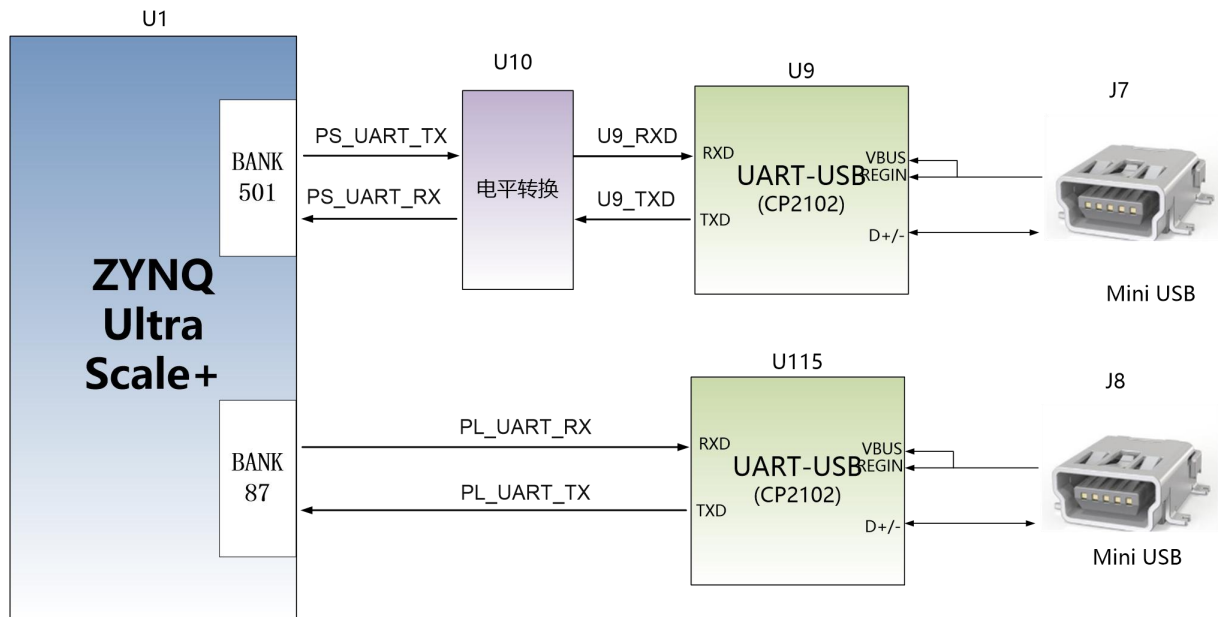 U1
U10
U9
J7
BANK
501
PS_UART_TX
PS_UART_RX
电平转换
U9_RXD
U9_TXD
RXD
TXD
UART-USB
(CP2102)
VBUS
REGIN
D+/-
Mini USB
ZYNQ
Ultra
Scale+
U115
J8
BANK
87
PL_UART_RX
PL_UART_TX
RXD
TXD
UART-USB
(CP2102)
VBUS
REGIN
D+/-
Mini USB